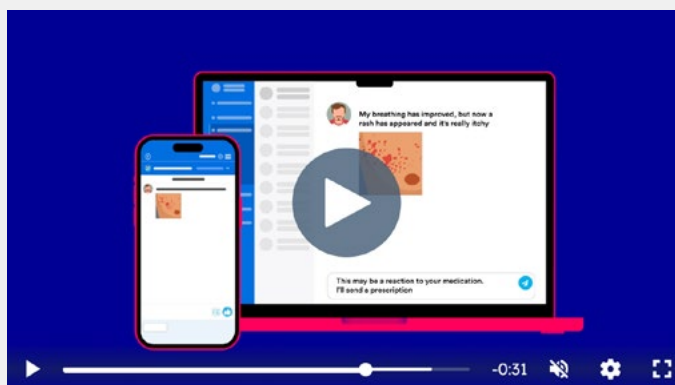 My breathing has improved, but now a
rash has appeared and it's really itchy
This may be a reaction to your medication.
I'll send a prescription
-0:31